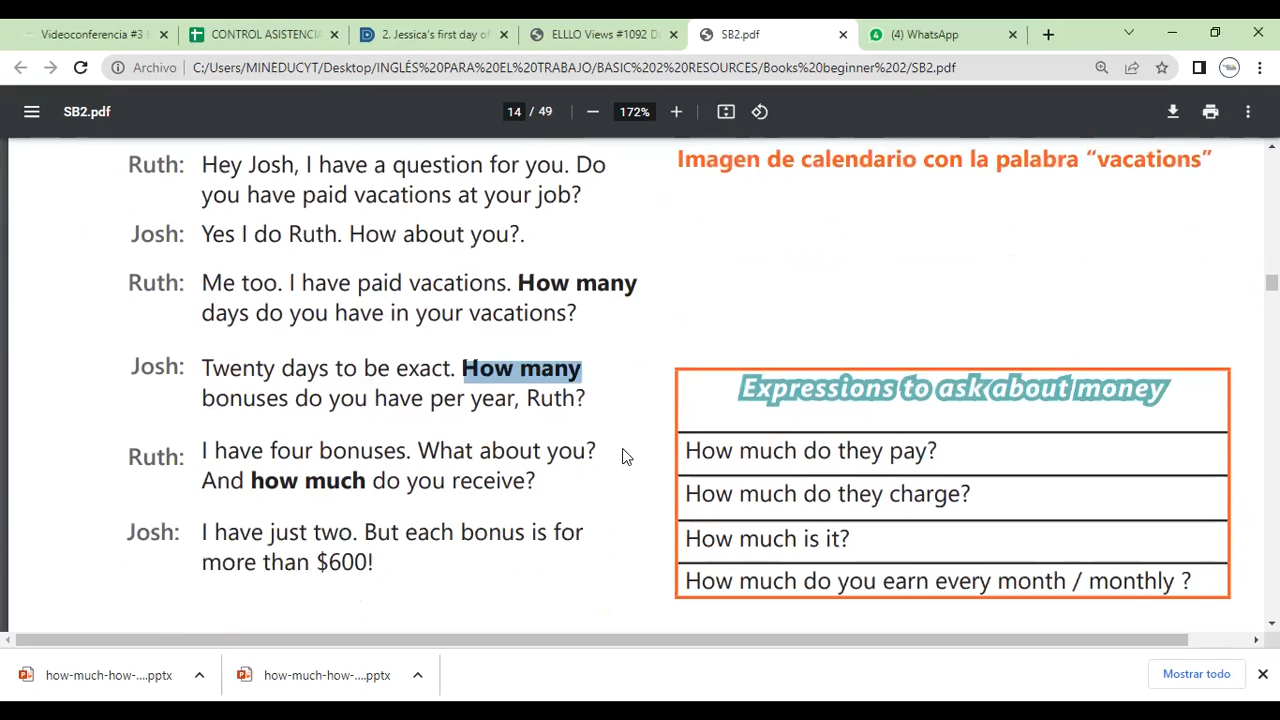 Videoconferencia #3
CONTROL ASISTENCIA
2. Jessica's first day of
ELLLO Views #1092 Do
SB2.pdf
(4) WhatsApp
Archivo
C:/Users/MINEDUCYT/Desktop/INGLÉS%20PARA%20EL%20TRABAJO/BASIC%202%20RESOURCES/Books%20beginner%202/SB2.pdf
SB2.pdf
14 / 49
172%
Ruth: Hey Josh, I have a question for you. Do
you have paid vacations at your job?
Josh: Yes I do Ruth. How about you?.
Ruth: Me too. I have paid vacations. How many
days do you have in your vacations?
Josh: Twenty days to be exact. How many
bonuses do you have per year, Ruth?
Ruth: I have four bonuses. What about you?
And how much do you receive?
Josh: I have just two. But each bonus is for
more than $600!
Imagen de calendario con la palabra “vacations”
Expressions to ask about money
How much do they pay?
How much do they charge?
How much is it?
How much do you earn every month / monthly ?
how-much-how-....pptx
how-much-how-....pptx
Mostrar todo